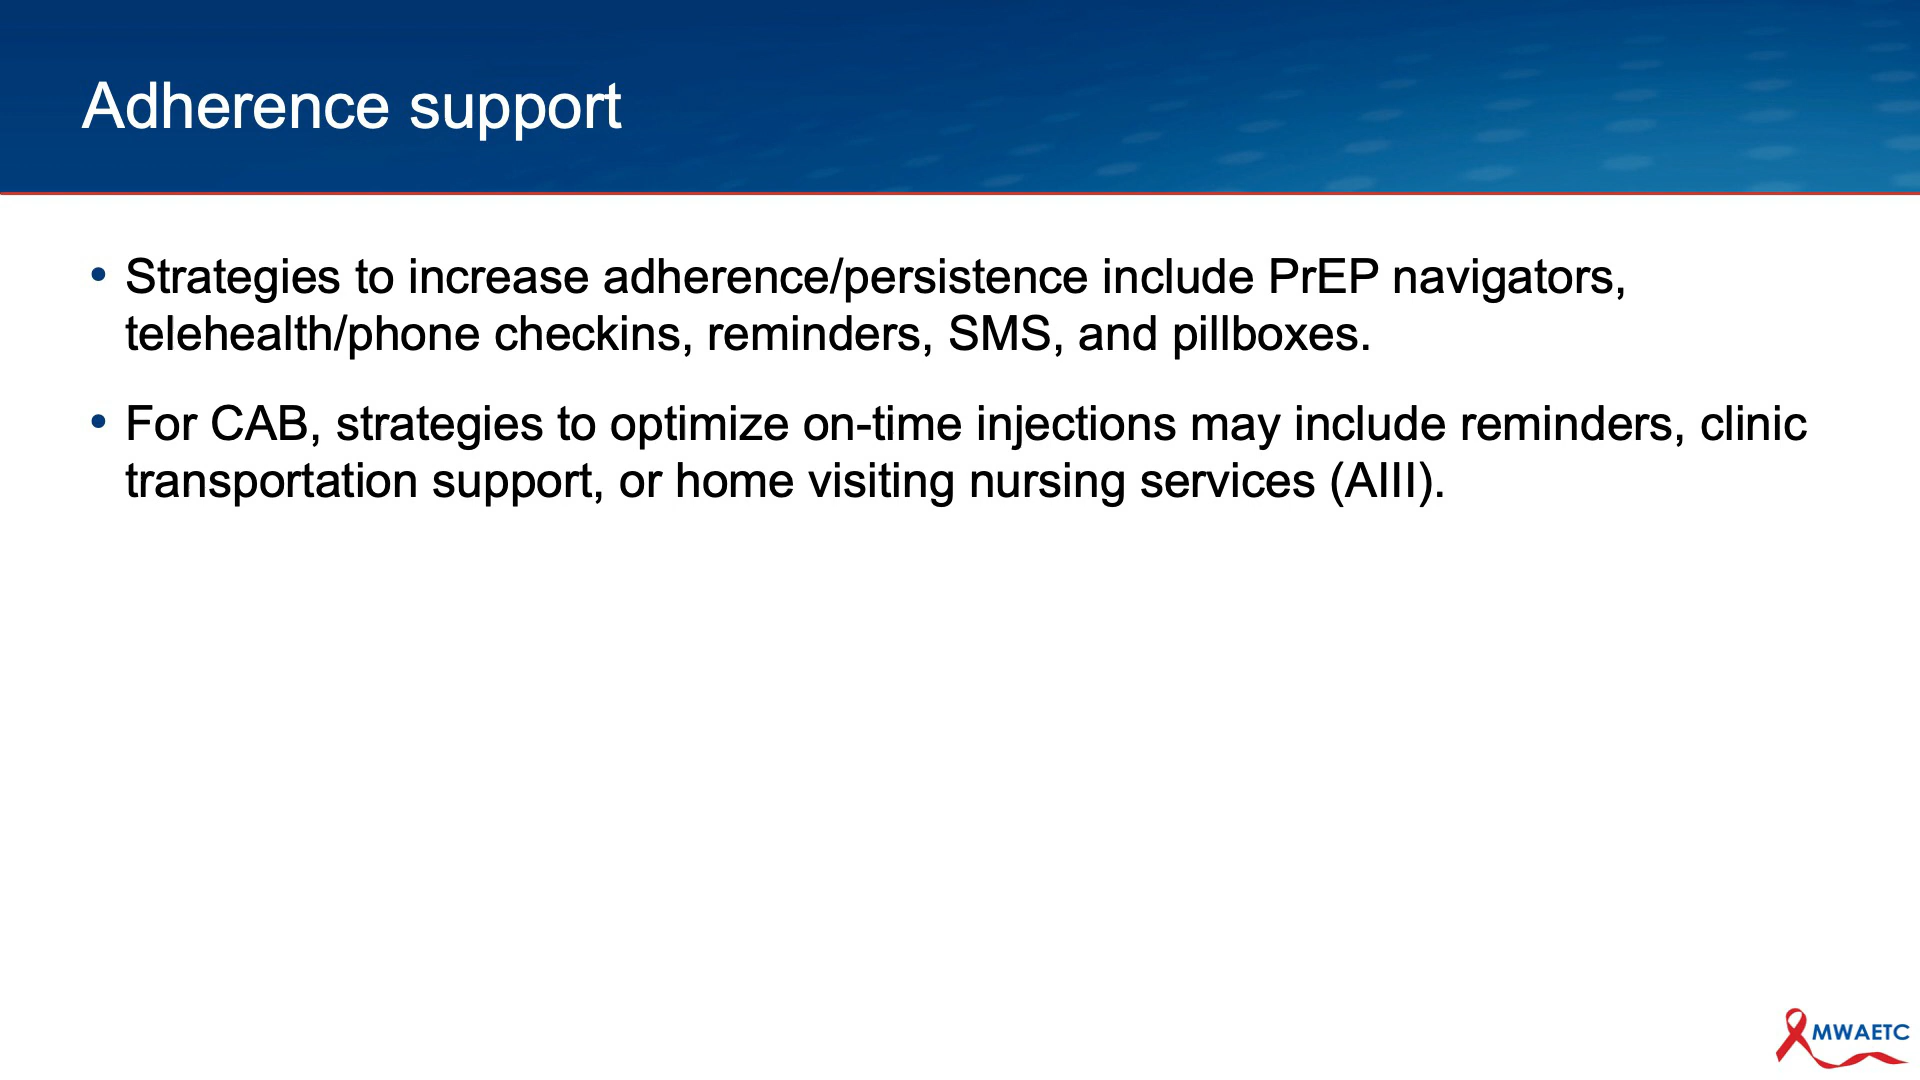 Adherence support
• Strategies to increase adherence/persistence include PrEP navigators,
telehealth/phone checkins, reminders, SMS, and pillboxes.
• For CAB, strategies to optimize on-time injections may include reminders, clinic
transportation support, or home visiting nursing services (AIII).
MWAETC